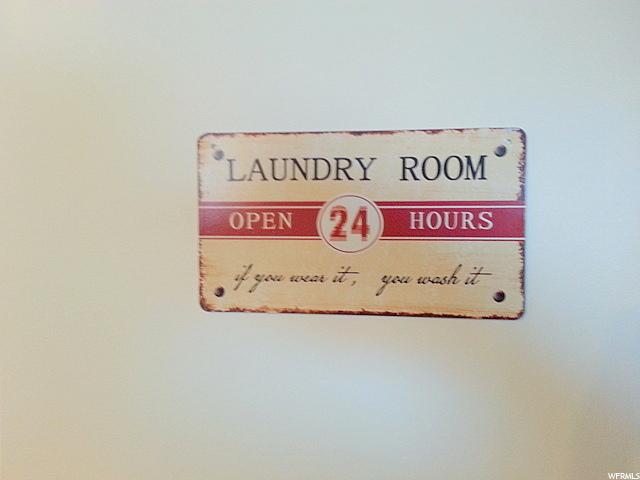 LAUNDRY ROOM
OPEN 24 HOURS
if you wear it, you wash it
WFRMLS